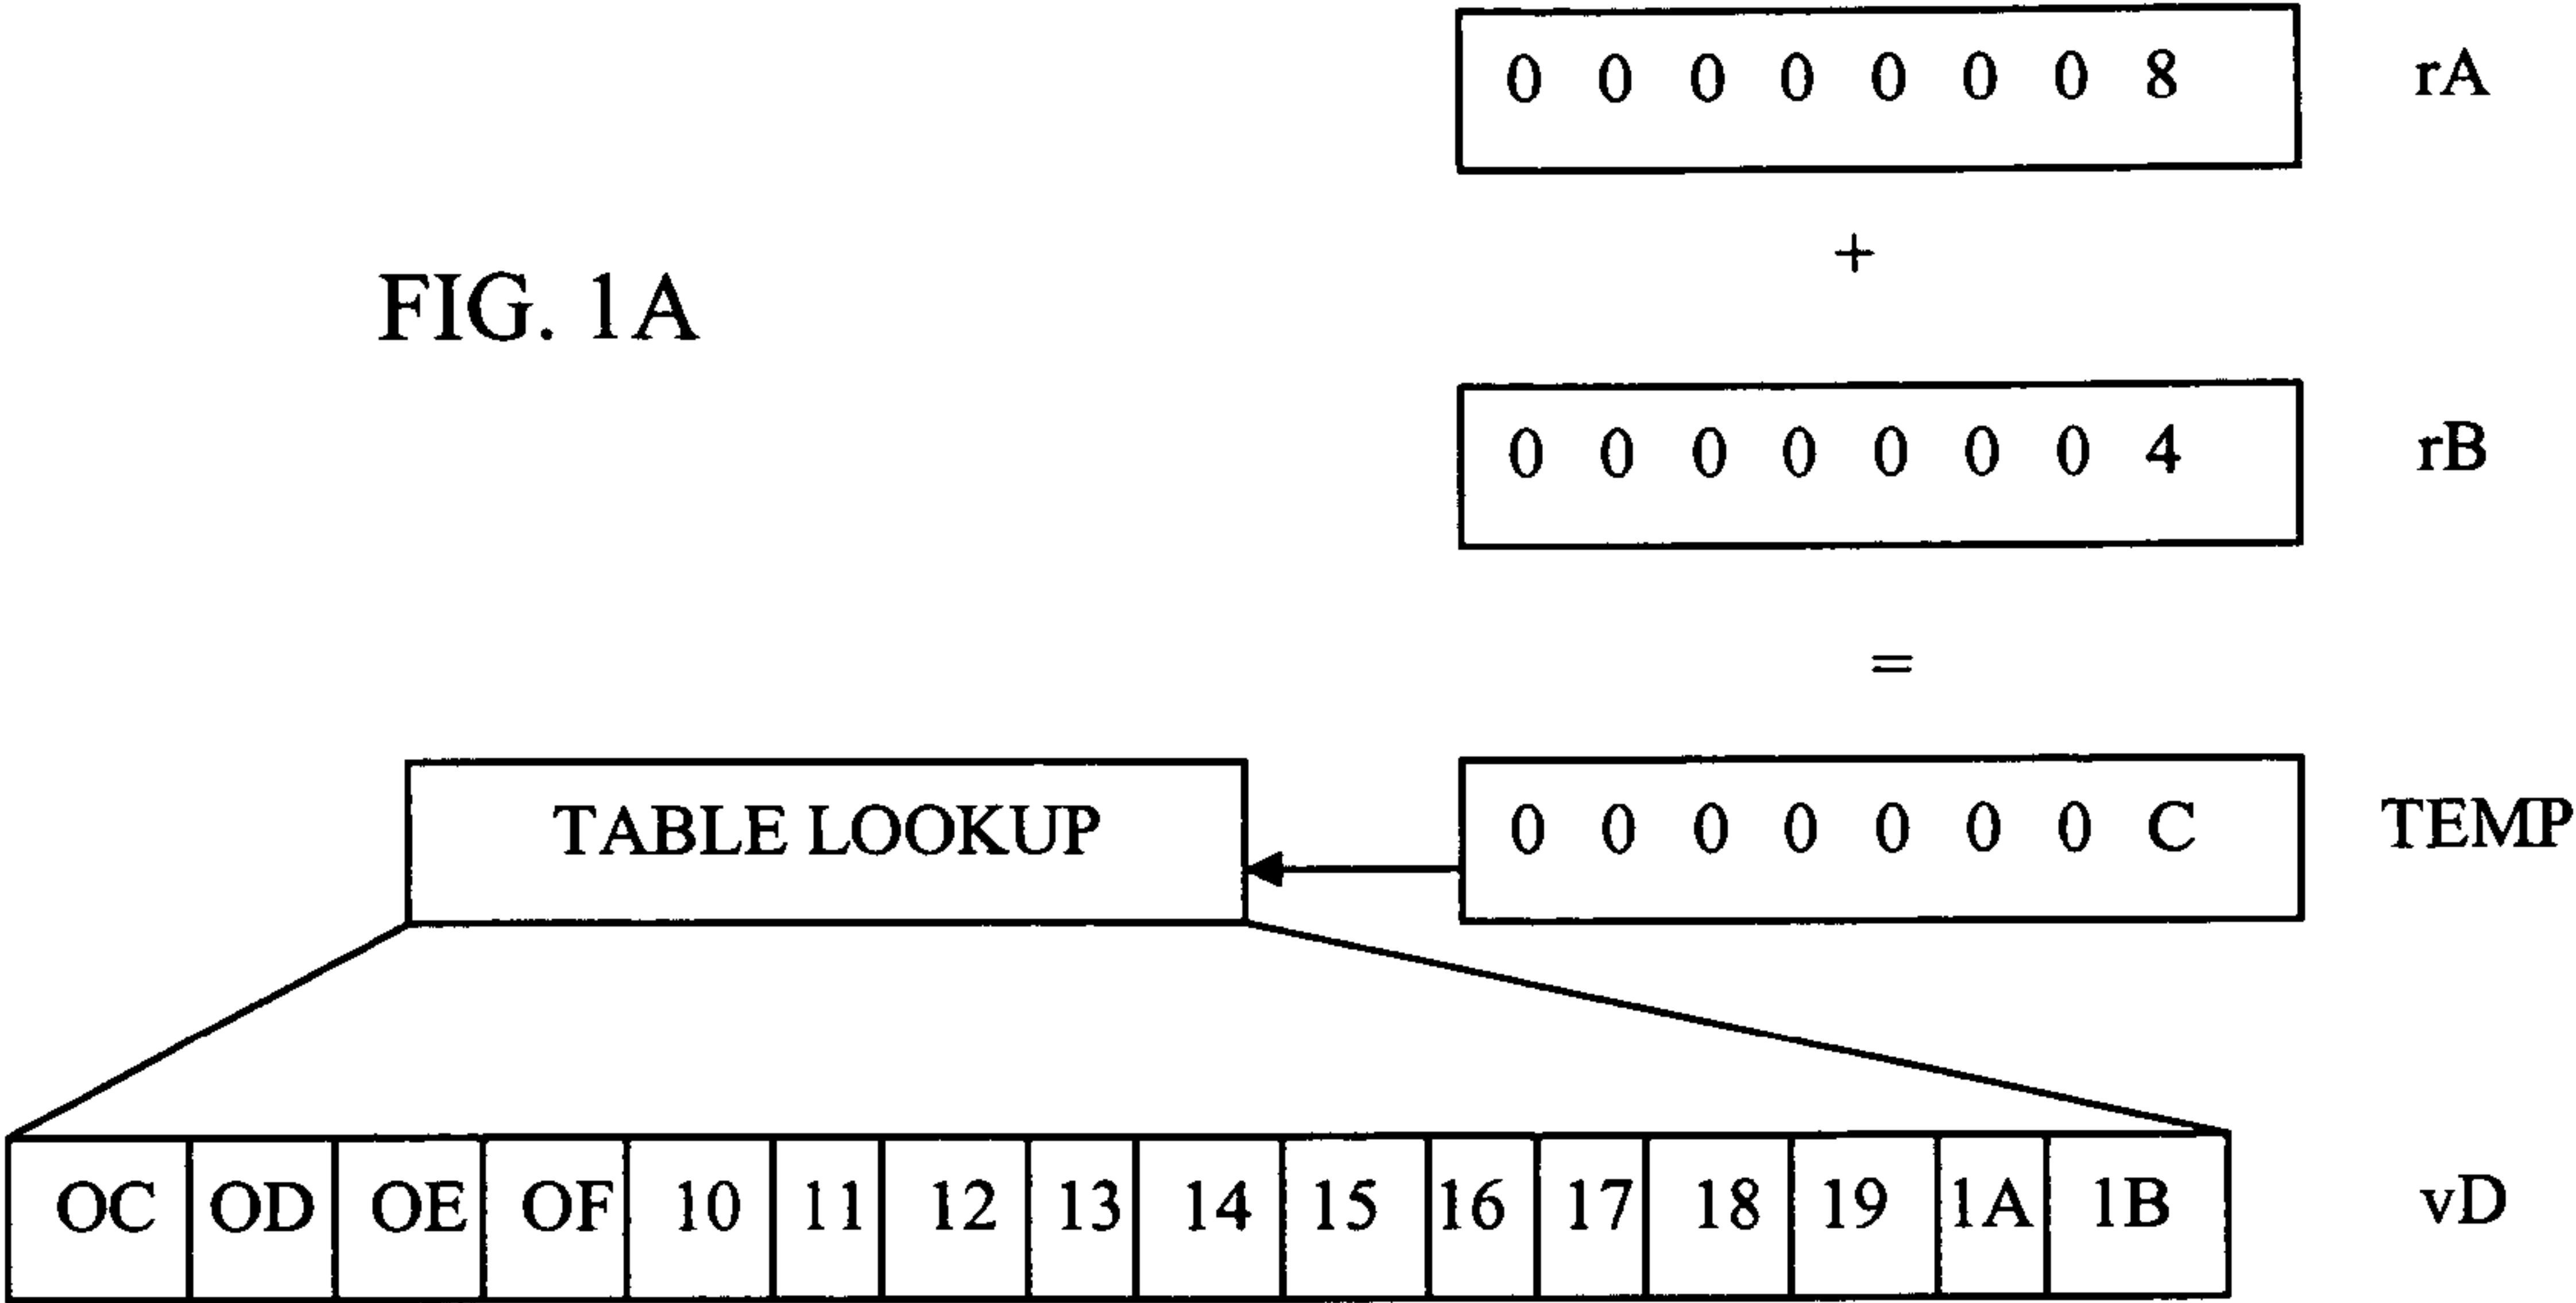 0 0 0 0 0 0 0 8 rA
+
FIG. 1A
0 0 0 0 0 0 0 4 rB
=
TABLE LOOKUP
0 0 0 0 0 0 0 C TEMP
OC OD OE OF 10 11 12 13 14 15 16 17 18 19 1A 1B vD